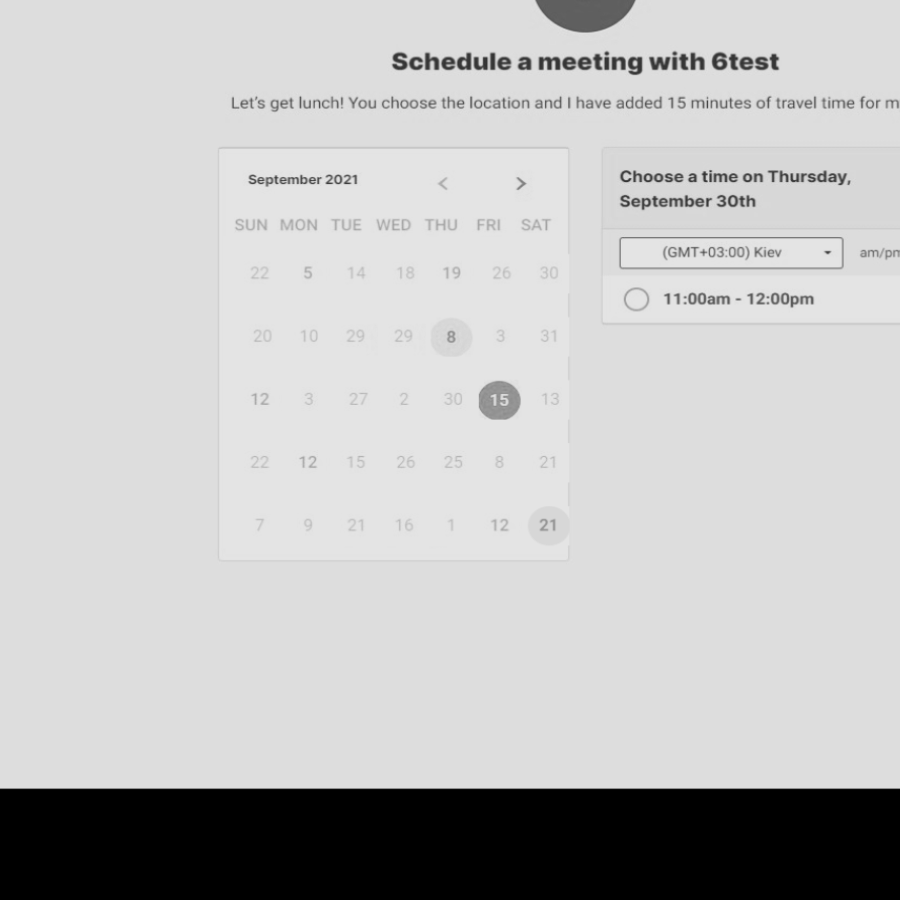 Schedule a meeting with 6test
Let's get lunch! You choose the location and I have added 15 minutes of travel time for m
September 2021 < >
SUN MON TUE WED THU FRI SAT
22 5 14 18 19 26 30
20 10 29 29 8 3 31
12 3 27 2 30 15 13
22 12 15 26 25 8 21
7 9 21 16 1 12 21
Choose a time on Thursday,
September 30th
(GMT+03:00) Kiev am/pm
11:00am - 12:00pm